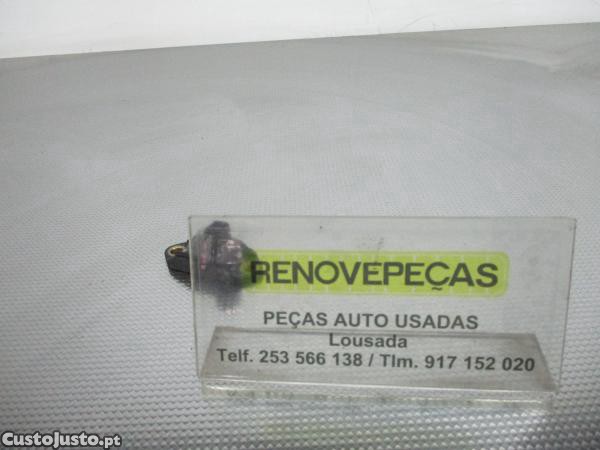 RENOVEPEÇAS
PEÇAS AUTO USADAS
Lousada
Telf. 253 566 138 / Tlm. 917 152 020
CustoJusto.pt